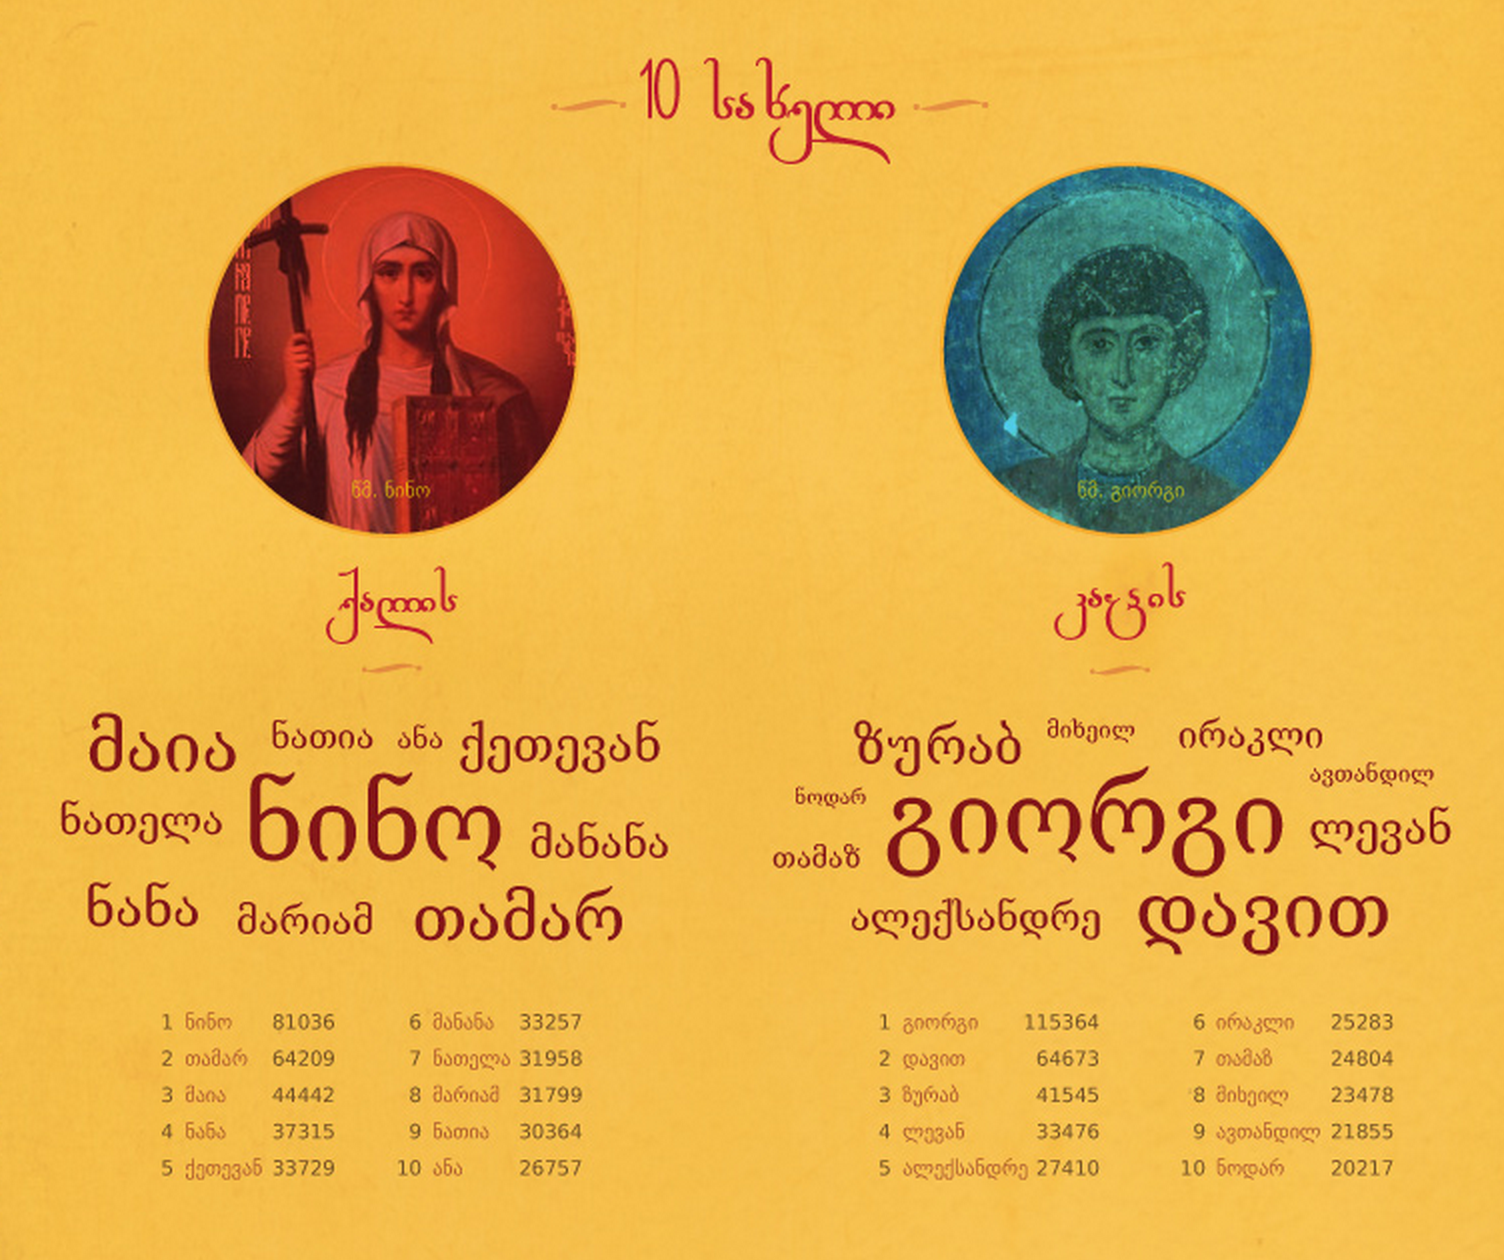 10 სახელი
წმ. ნინო
წმ. გიორგი
ქალის
კაცის
მაია ნათია ანა ქეთევან
ნათელა ნინო მანანა
ნანა მარიამ თამარ
ზურაბ მიხეილ ირაკლი
ავთანდილ
ნოდარ გიორგი ლევან
თამაზ
ალექსანდრე დავით
1 ნინო 81036
2 თამარ 64209
3 მაია 44442
4 ნანა 37315
5 ქეთევან 33729
6 მანანა 33257
7 ნათელა 31958
8 მარიამ 31799
9 ნათია 30364
10 ანა 26757
1 გიორგი 115364
2 დავით 64673
3 ზურაბ 41545
4 ლევან 33476
5 ალექსანდრე 27410
6 ირაკლი 25283
7 თამაზ 24804
8 მიხეილ 23478
9 ავთანდილ 21855
10 ნოდარ 20217